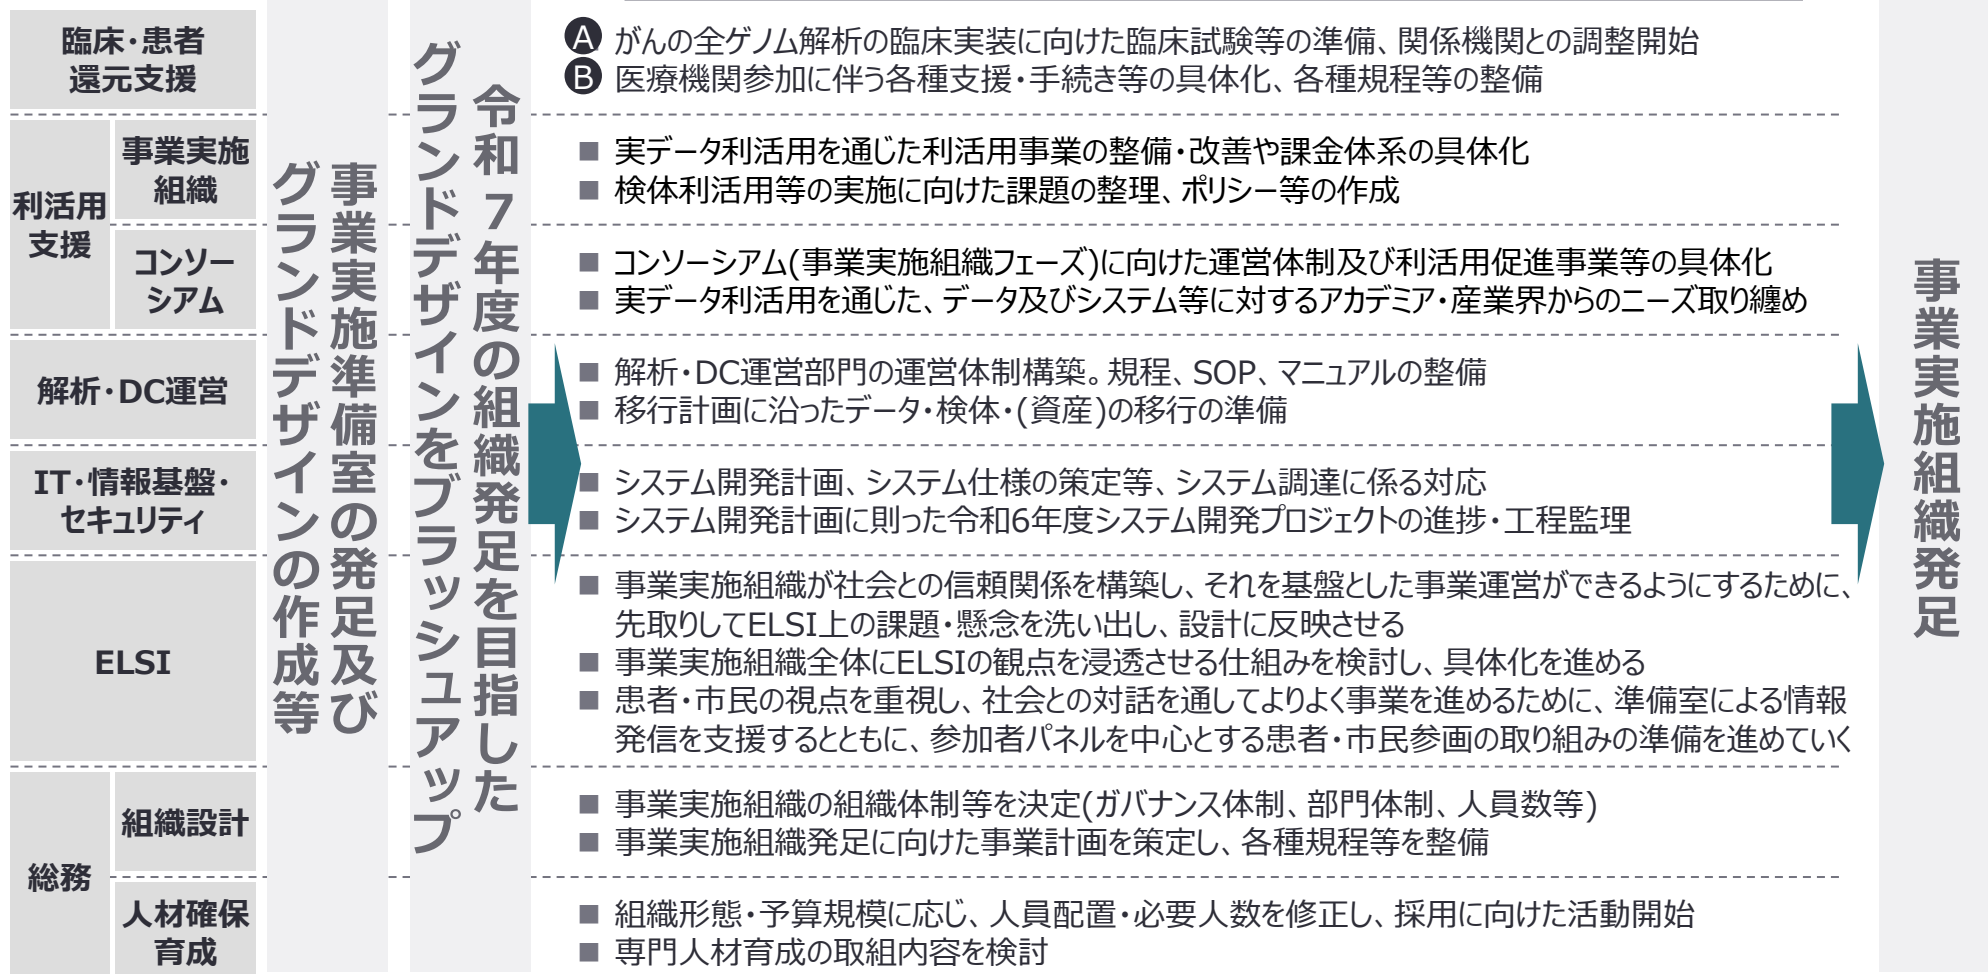 臨床・患者
還元支援
Ⓐ がんの全ゲノム解析の臨床実装に向けた臨床試験等の準備、関係機関との調整開始
Ⓑ 医療機関参加に伴う各種支援・手続き等の具体化、各種規程等の整備
利活用
支援
事業実施
組織
■ 実データ利活用を通じた利活用事業の整備・改善や課金体系の具体化
■ 検体利活用等の実施に向けた課題の整理、ポリシー等の作成
コンソー
シアム
■ コンソーシアム(事業実施組織フェーズ)に向けた運営体制及び利活用促進事業等の具体化
■ 実データ利活用を通じた、データ及びシステム等に対するアカデミア・産業界からのニーズ取り纏め
解析・DC運営
■ 解析・DC運営部門の運営体制構築。規程、SOP、マニュアルの整備
■ 移行計画に沿ったデータ・検体・(資産)の移行の準備
IT・情報基盤・
セキュリティ
■ システム開発計画、システム仕様の策定等、システム調達に係る対応
■ システム開発計画に則った令和6年度システム開発プロジェクトの進捗・工程監理
ELSI
■ 事業実施組織が社会との信頼関係を構築し、それを基盤とした事業運営ができるようにするために、
先取りしてELSI上の課題・懸念を洗い出し、設計に反映させる
■ 事業実施組織全体にELSIの観点を浸透させる仕組みを検討し、具体化を進める
■ 患者・市民の視点を重視し、社会との対話を通してよりよく事業を進めるために、準備室による情報
発信を支援するとともに、参加者パネルを中心とする患者・市民参画の取り組みの準備を進めていく
総務
組織設計
■ 事業実施組織の組織体制等を決定(ガバナンス体制、部門体制、人員数等)
■ 事業実施組織発足に向けた事業計画を策定し、各種規程等を整備
人材確保
育成
■ 組織形態・予算規模に応じ、人員配置・必要人数を修正し、採用に向けた活動開始
■ 専門人材育成の取組内容を検討
事業実施準備室の発足及び
グランドデザインの作成等
令和7年度の組織発足を目指した
グランドデザインをブラッシュアップ
事業実施組織発足